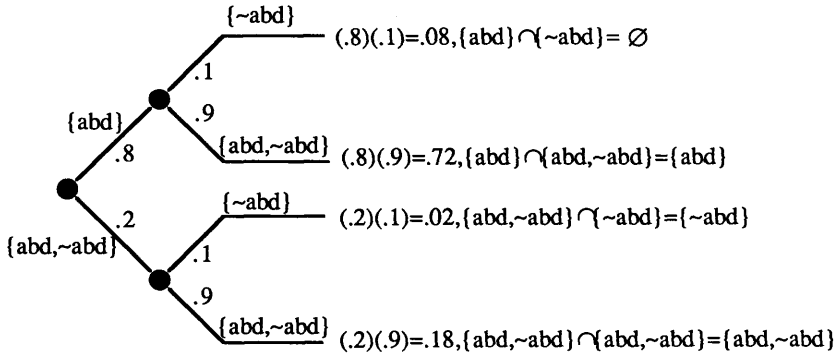 {~abd}
(.8)(.1)=.08,{abd}∩{~abd}= ∅
.1
{abd}
.9
.8
{abd,~abd}
(.8)(.9)=.72,{abd}∩{abd,~abd}={abd}
{~abd}
(.2)(.1)=.02,{abd,~abd}∩{~abd}={~abd}
.2
{abd,~abd}
.1
.9
{abd,~abd}
(.2)(.9)=.18,{abd,~abd}∩{abd,~abd}={abd,~abd}